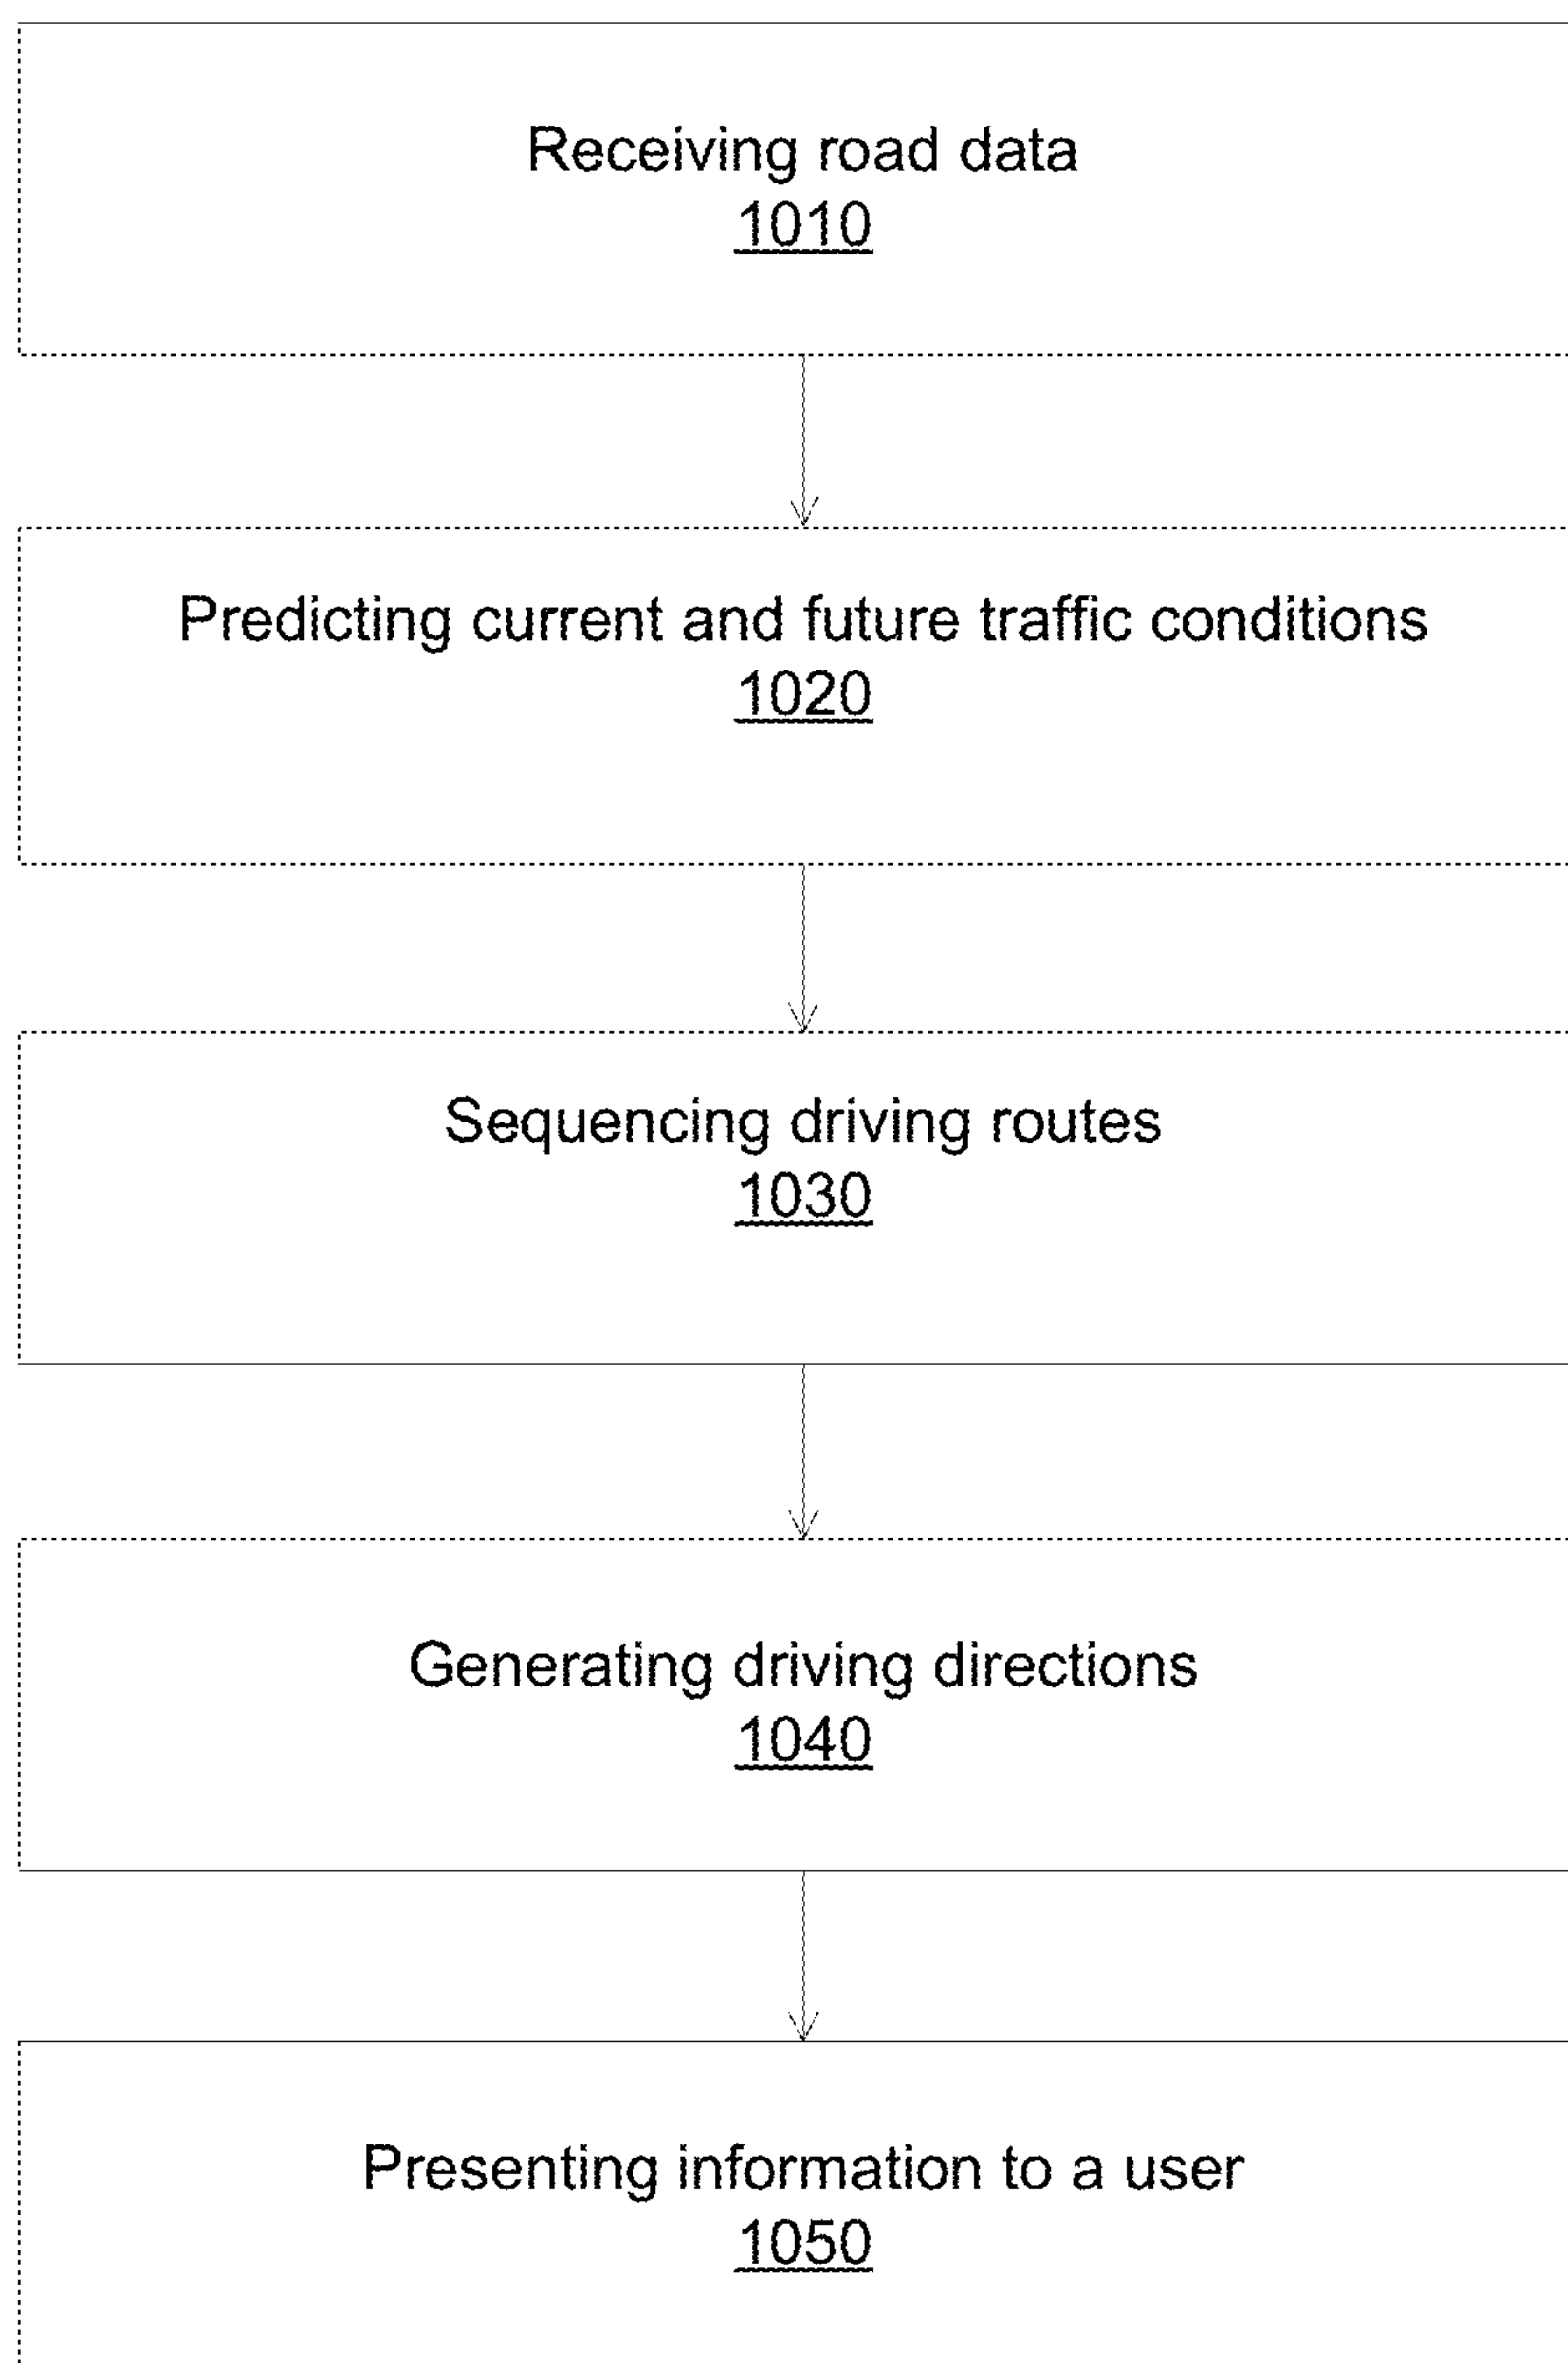 Receiving road data
1010
Predicting current and future traffic conditions
1020
Sequencing driving routes
1030
Generating driving directions
1040
Presenting information to a user
1050